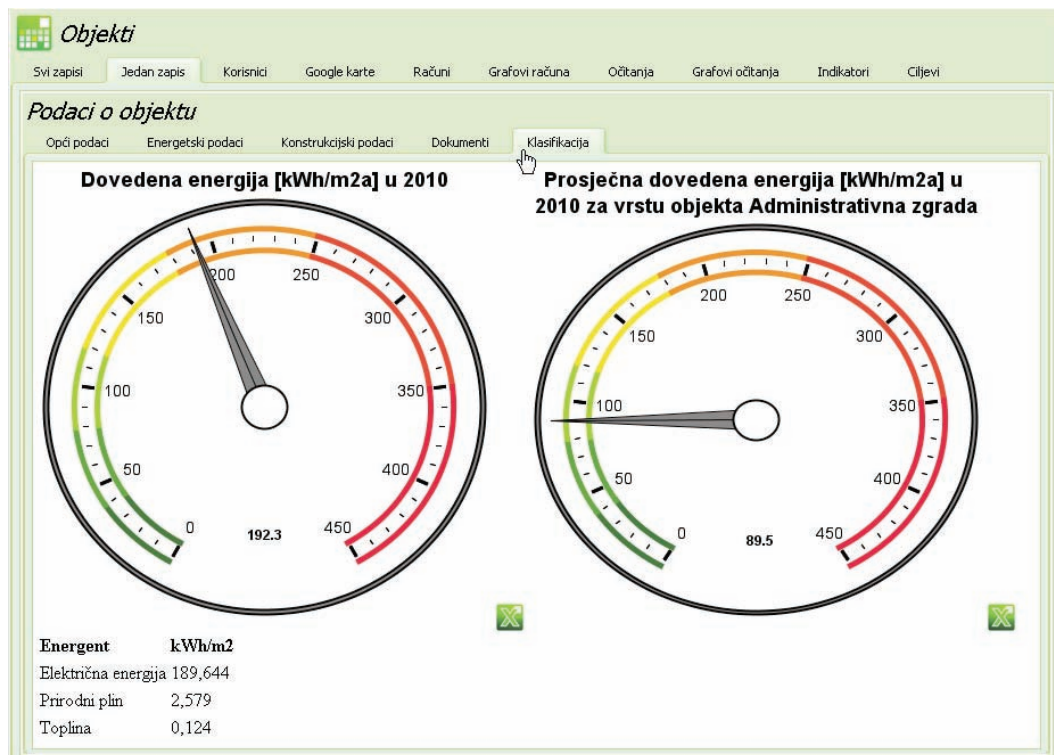 Objekti
Svi zapisi Jedan zapis Korisnici Google karte Računi Grafovi računa Očitanja Grafovi očitanja Indikatori Ciljevi
Podaci o objektu
Opći podaci Energetski podaci Konstrukcijski podaci Dokumenti Klasifikacija
Dovedena energija [kWh/m2a] u 2010
0
50
100
150
200
250
300
350
400
450
192.3
Prosječna dovedena energija [kWh/m2a] u
2010 za vrstu objekta Administrativna zgrada
0
50
100
150
200
250
300
350
400
450
89.5
Energent kWh/m2
Električna energija 189,644
Prirodni plin 2,579
Toplina 0,124